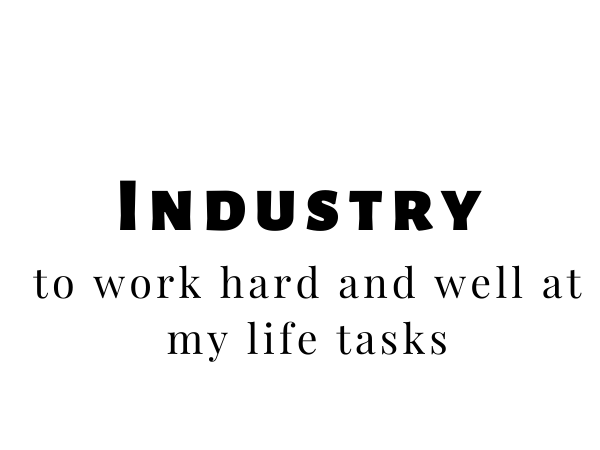 Industry
to work hard and well at
my life tasks